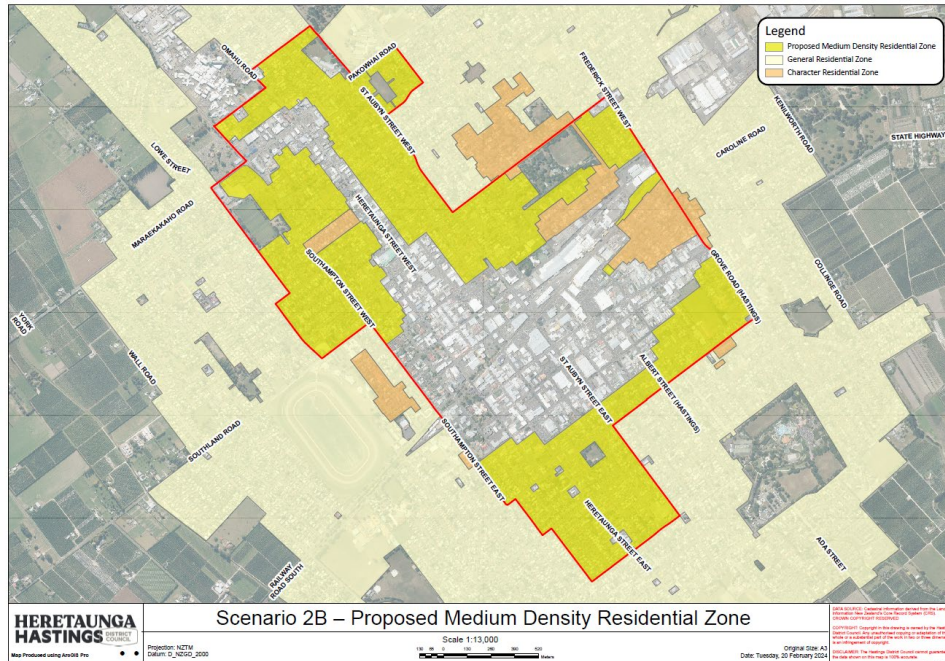 Legend
Proposed Medium Density Residential Zone
General Residential Zone
Character Residential Zone
OMAHU ROAD
PAKOWHAI ROAD
ST AUBYN STREET WEST
FREDERICK STREET WEST
KENILWORTH ROAD
STATE HIGHWAY
CAROLINE ROAD
LOWE STREET
MARAEKAKAHO ROAD
HERETAUNGA STREET WEST
SOUTHAMPTON STREET WEST
GROVE ROAD (HASTINGS)
COLLINGE ROAD
YORK
ROAD
WALL ROAD
ST AUBYN STREET EAST
ALBERT STREET (HASTINGS)
SOUTHLAND ROAD
SOUTHAMPTON STREET EAST
HERETAUNGA STREET EAST
ADA STREET
RAILWAY
ROAD SOUTH
HERETAUNGA
HASTINGS DISTRICT COUNCIL
Map Produced using ArcGIS Pro
Projection: NZTM
Datum: D_NZGD_2000
Scenario 2B – Proposed Medium Density Residential Zone
Scale 1:13,000
Metres
Original Size: A3
Date: Tuesday, 20 February 2024